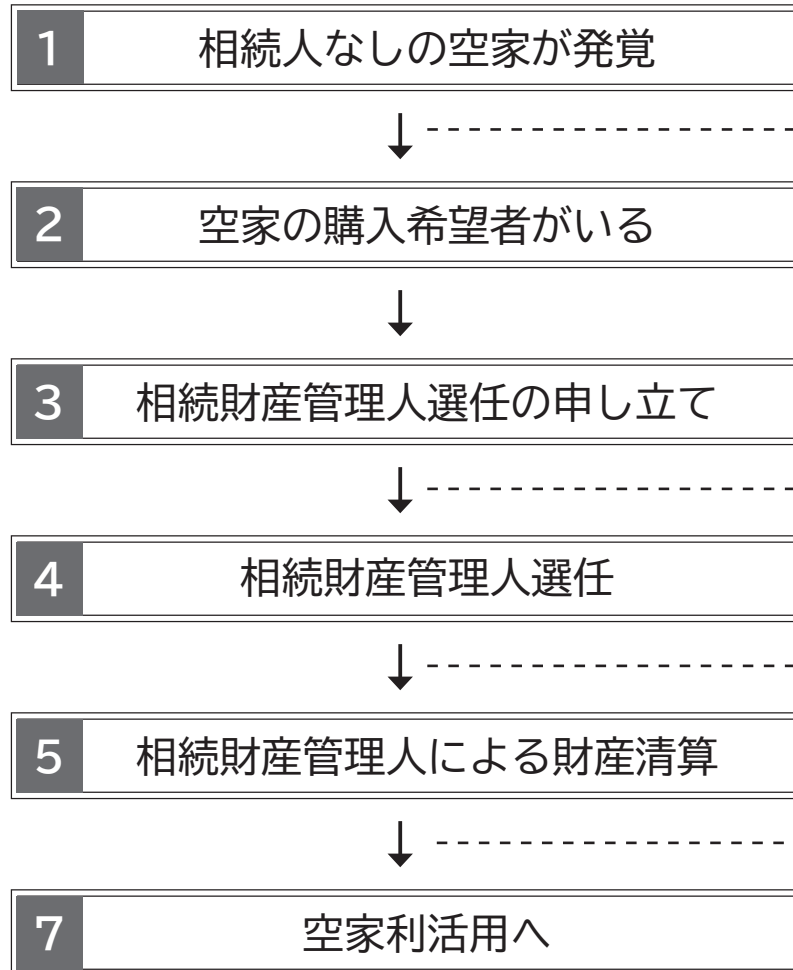 1 相続人なしの空家が発覚
2 空家の購入希望者がいる
3 相続財産管理人選任の申し立て
4 相続財産管理人選任
5 相続財産管理人による財産清算
7 空家利活用へ